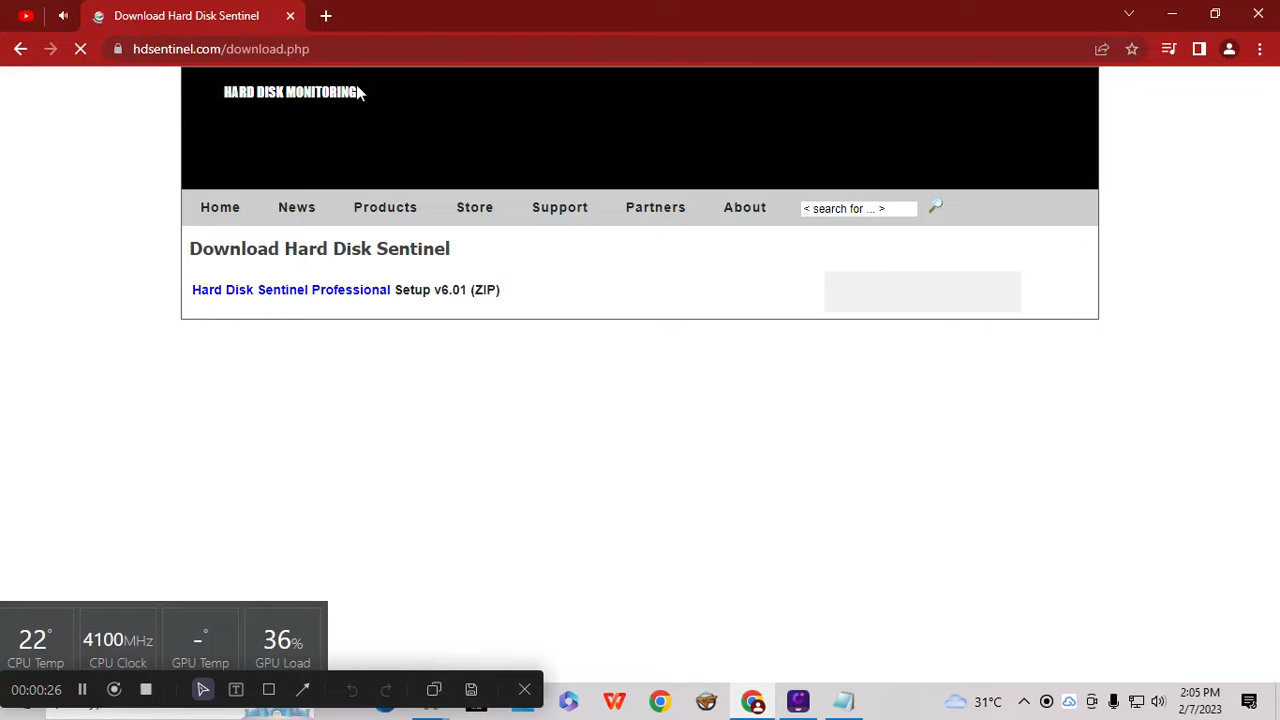 Download Hard Disk Sentinel
hdsentinel.com/download.php
HARD DISK MONITORING
Home News Products Store Support Partners About < search for ... >
Download Hard Disk Sentinel
Hard Disk Sentinel Professional Setup v6.01 (ZIP)
22° 4100MHz -° 36%
CPU Temp CPU Clock GPU Temp GPU Load
00:00:26
31°C
2:05 PM
2/7/2023